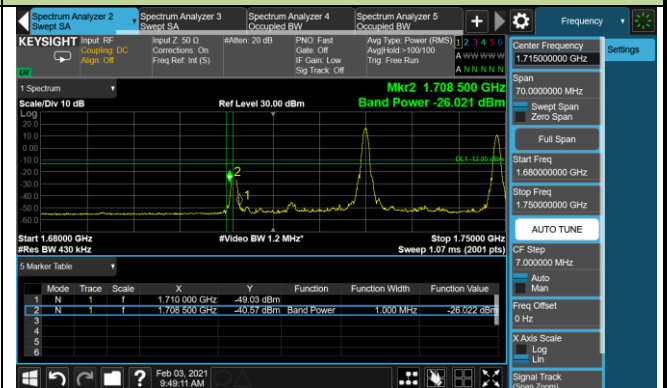 Spectrum Analyzer 2
Swept SA
Spectrum Analyzer 3
Swept SA
Spectrum Analyzer 4
Occupied BW
Spectrum Analyzer 5
Occupied BW
+
Frequency
KEYSIGHT
Input: RF
Coupling: DC
Align: Off
Input Z: 50 Ω
Corrections: On
Freq Ref: Int (S)
#Atten: 20 dB
PNO: Fast
Gate: Off
IF Gain: Low
Sig Track: Off
Avg Type: Power (RMS)
Avg|Hold:>100/100
Trig: Free Run
1 2 3 4 5 6
A W W W W W
A N N N N N
LXI
1 Spectrum
Scale/Div 10 dB
Ref Level 30.00 dBm
Mkr2 1.708 500 GHz
Band Power -26.021 dBm
Log
20.0
10.0
0.00
-10.0
-20.0
-30.0
-40.0
-50.0
-60.0
2
1
DL1 -13.00 dBm
Start 1.68000 GHz
#Res BW 430 kHz
#Video BW 1.2 MHz*
Stop 1.75000 GHz
Sweep 1.07 ms (2001 pts)
5 Marker Table
Mode Trace Scale X Y Function Function Width Function Value
1 N 1 f 1.710 000 GHz -49.03 dBm
2 N 1 f 1.708 500 GHz -40.57 dBm Band Power 1.000 MHz -26.022 dBm
3
4
5
6
Feb 03, 2021
9:49:11 AM
Center Frequency
1.715000000 GHz
Settings
Span
70.0000000 MHz
Swept Span
Zero Span
Full Span
Start Freq
1.680000000 GHz
Stop Freq
1.750000000 GHz
AUTO TUNE
CF Step
7.000000 MHz
Auto
Man
Freq Offset
0 Hz
X Axis Scale
Log
Lin
Signal Track
(Span Zoom)